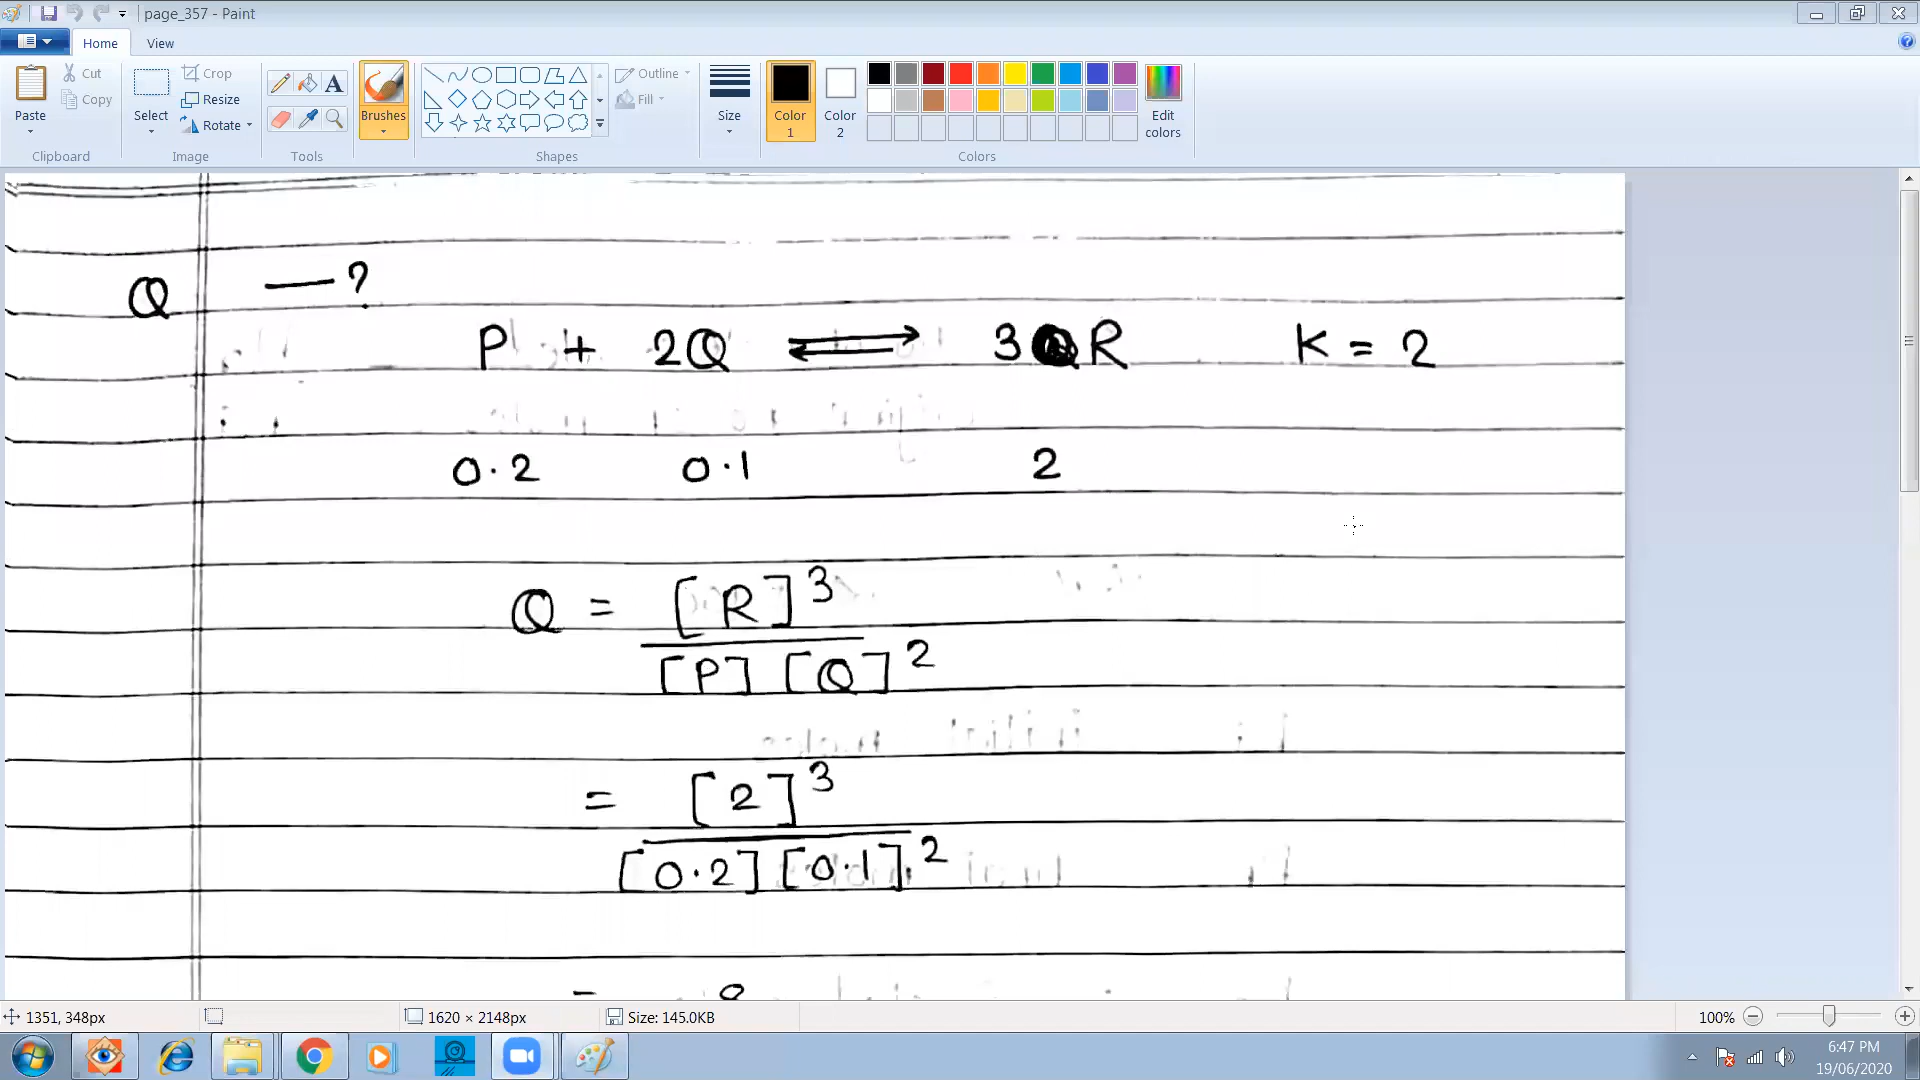 page_357 - Paint
Home View
Paste
Cut
Copy
Clipboard
Select
Crop
Resize
Rotate
Image
Tools
Brushes
Outline
Fill
Shapes
Size
Color 1
Color 2
Edit colors
Colors
Q — ?
P + 2Q ⇌ 3 R K = 2
0.2 0.1 2
Q = [R]³
[P] [Q]²
= [2]³
[0.2] [0.1]²
= 8
1351, 348px
1620 × 2148px
Size: 145.0KB
100%
6:47 PM
19/06/2020